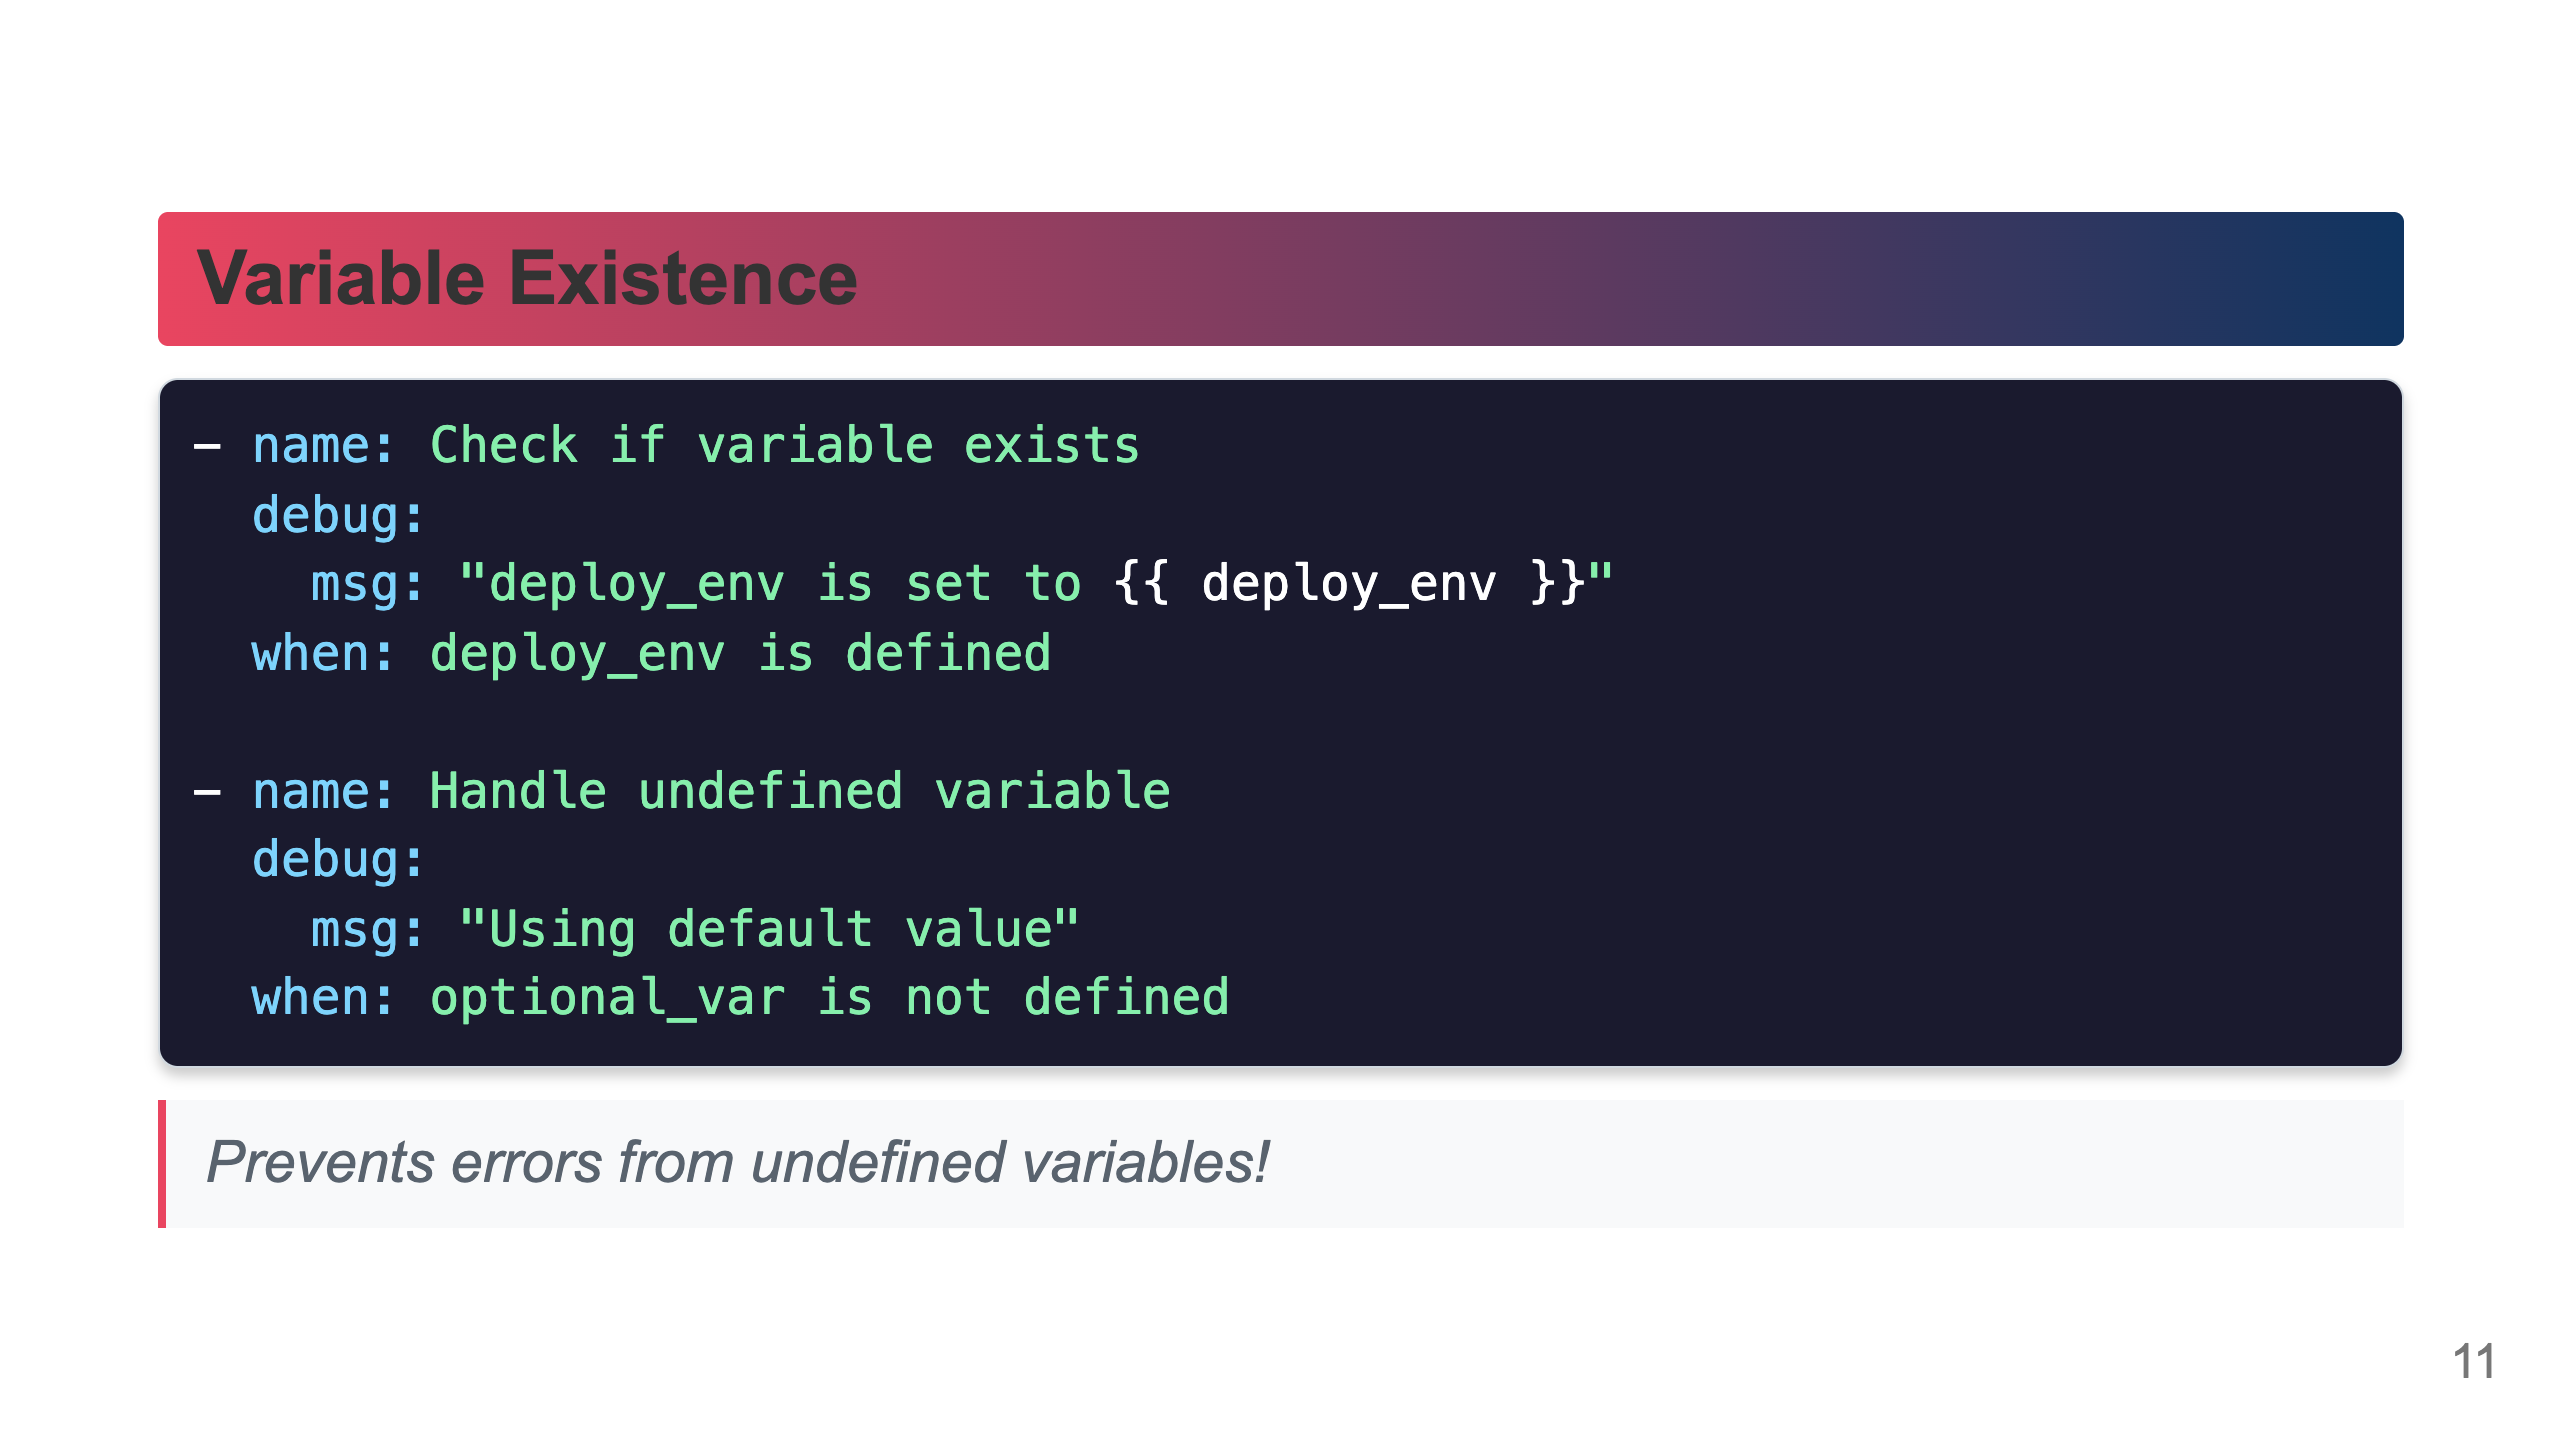 Variable Existence
- name: Check if variable exists
  debug:
    msg: "deploy_env is set to {{ deploy_env }}"
  when: deploy_env is defined

- name: Handle undefined variable
  debug:
    msg: "Using default value"
  when: optional_var is not defined
Prevents errors from undefined variables!
11